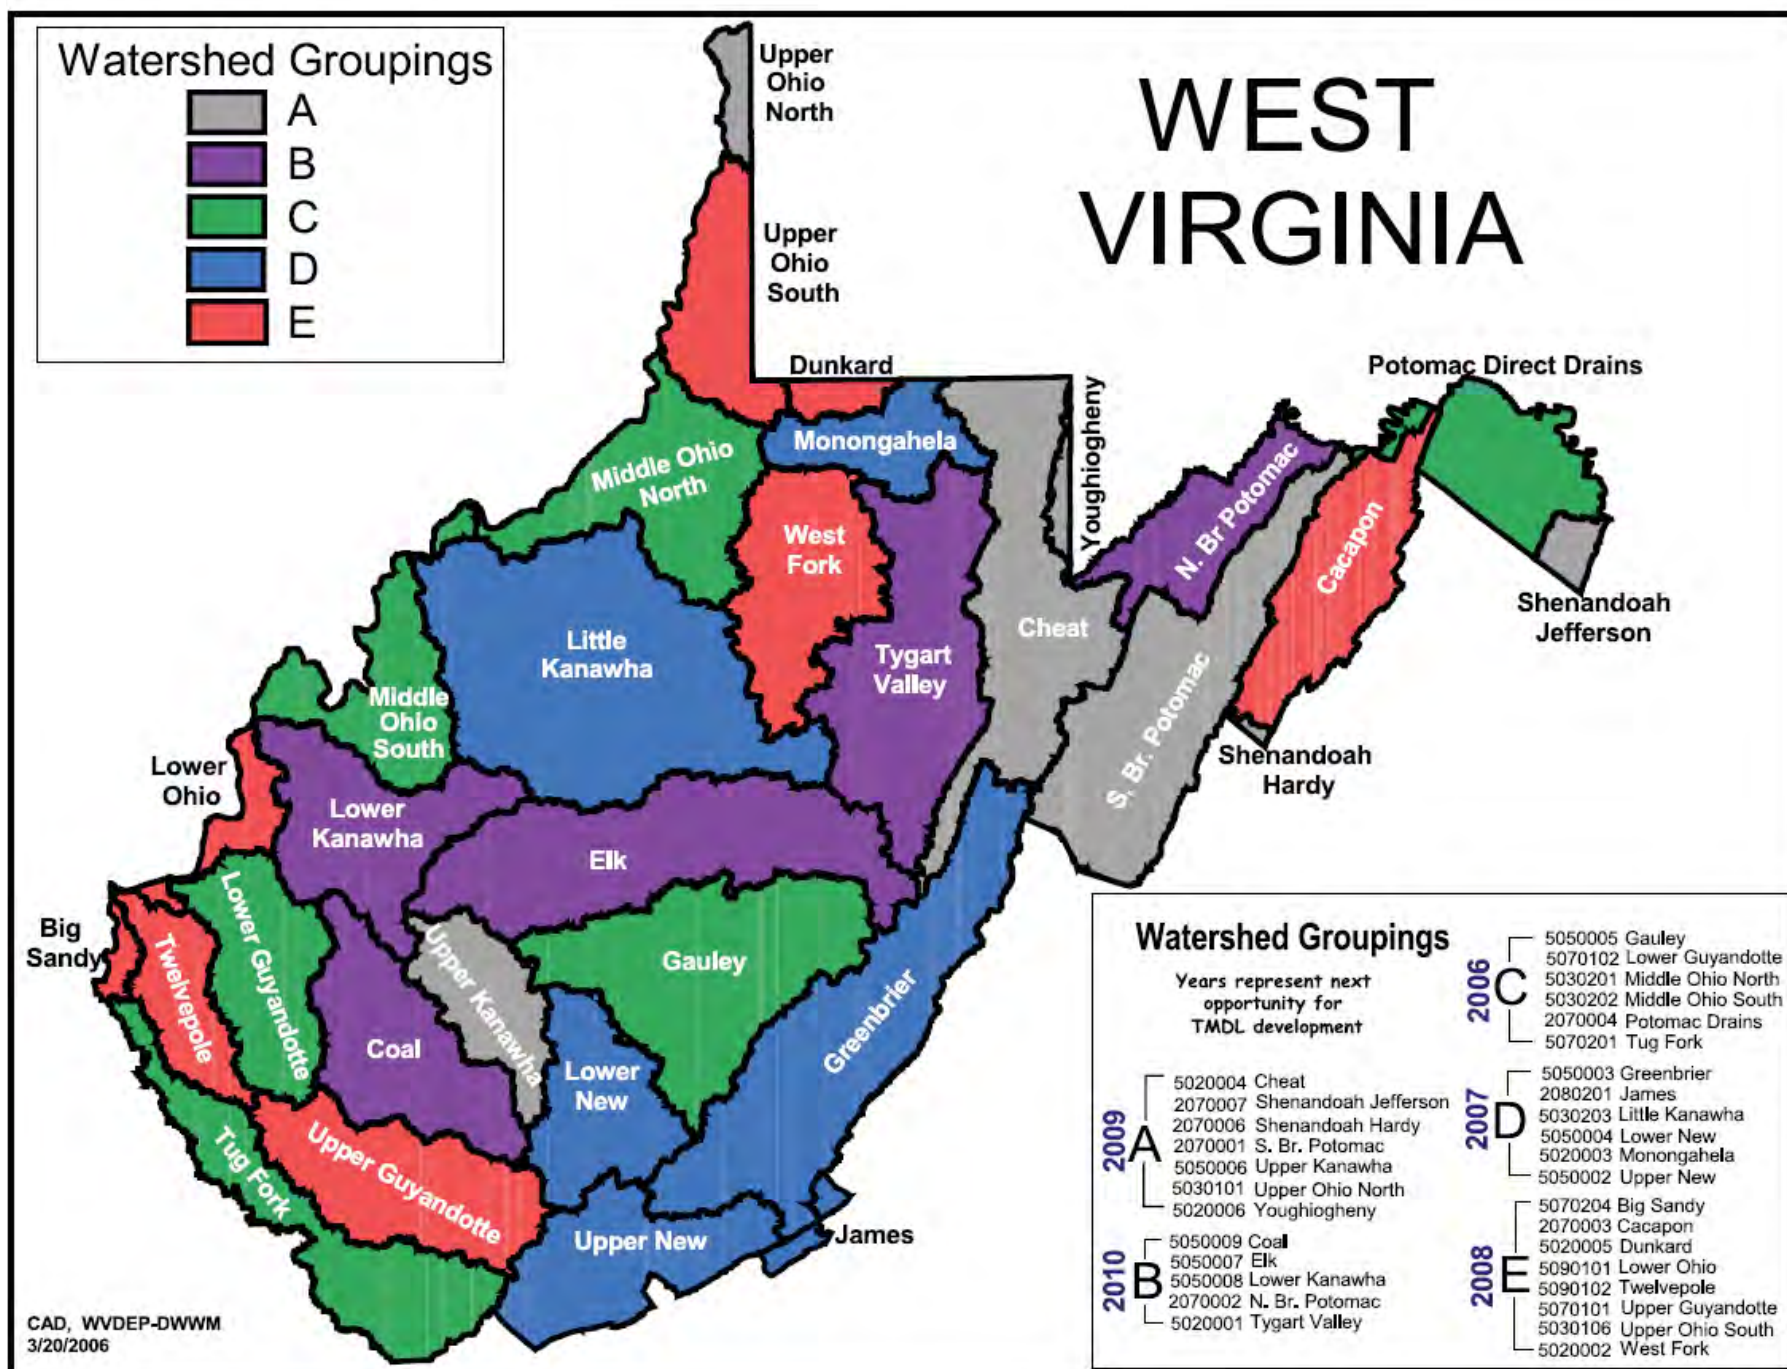 Watershed Groupings
A
B
C
D
E
WEST
VIRGINIA
Upper
Ohio
North
Upper
Ohio
South
Dunkard
Youghiogheny
Potomac Direct Drains
Monongahela
Middle Ohio
North
West
Fork
N. Br Potomac
Cacapon
Shenandoah
Jefferson
Little
Kanawha
Tygart
Valley
Cheat
S. Br. Potomac
Middle
Ohio
South
Shenandoah
Hardy
Lower
Ohio
Lower
Kanawha
Elk
Big
Sandy
Twelvepole
Lower Guyandotte
Upper Kanawha
Gauley
Greenbrier
Coal
Lower
New
Tug Fork
Upper Guyandotte
Upper New
James
CAD, WVDEP-DWWM
3/20/2006
Watershed Groupings
Years represent next
opportunity for
TMDL development
2009
A
5020004 Cheat
2070007 Shenandoah Jefferson
2070006 Shenandoah Hardy
2070001 S. Br. Potomac
5050006 Upper Kanawha
5030101 Upper Ohio North
5020006 Youghiogheny
2010
B
5050009 Coal
5050007 Elk
5050008 Lower Kanawha
2070002 N. Br. Potomac
5020001 Tygart Valley
2006
C
5050005 Gauley
5070102 Lower Guyandotte
5030201 Middle Ohio North
5030202 Middle Ohio South
2070004 Potomac Drains
5070201 Tug Fork
2007
D
5050003 Greenbrier
2080201 James
5030203 Little Kanawha
5050004 Lower New
5020003 Monongahela
5050002 Upper New
2008
E
5070204 Big Sandy
2070003 Cacapon
5020005 Dunkard
5090101 Lower Ohio
5090102 Twelvepole
5070101 Upper Guyandotte
5030106 Upper Ohio South
5020002 West Fork